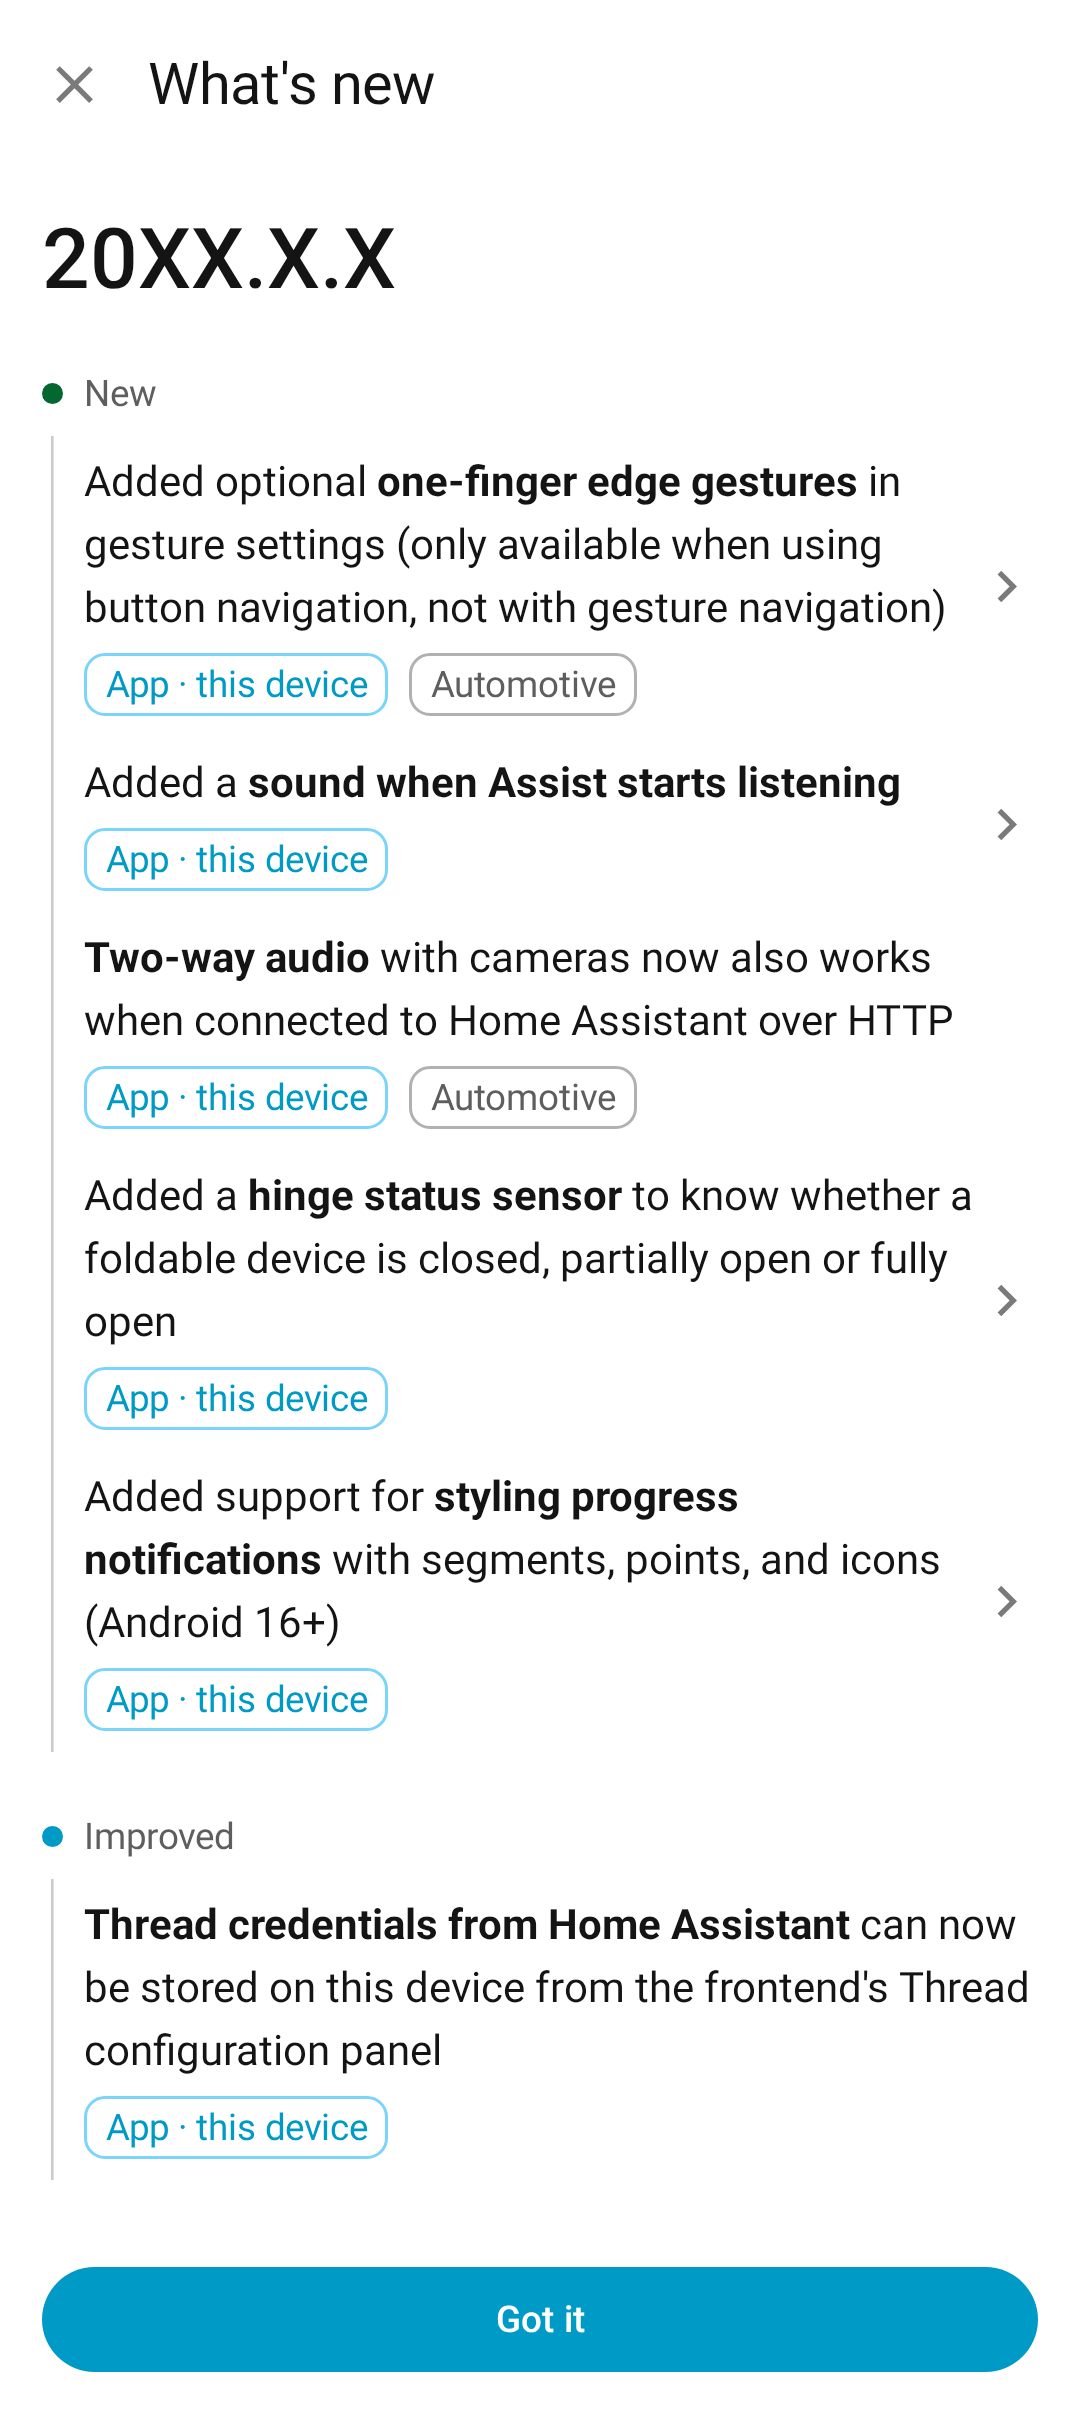 What's new
20XX.X.X
New
Added optional one-finger edge gestures in
gesture settings (only available when using
button navigation, not with gesture navigation)
App · this device
Automotive
Added a sound when Assist starts listening
App · this device
Two-way audio with cameras now also works
when connected to Home Assistant over HTTP
App · this device
Automotive
Added a hinge status sensor to know whether a
foldable device is closed, partially open or fully
open
App · this device
Added support for styling progress
notifications with segments, points, and icons
(Android 16+)
App · this device
Improved
Thread credentials from Home Assistant can now
be stored on this device from the frontend's Thread
configuration panel
App · this device
Got it